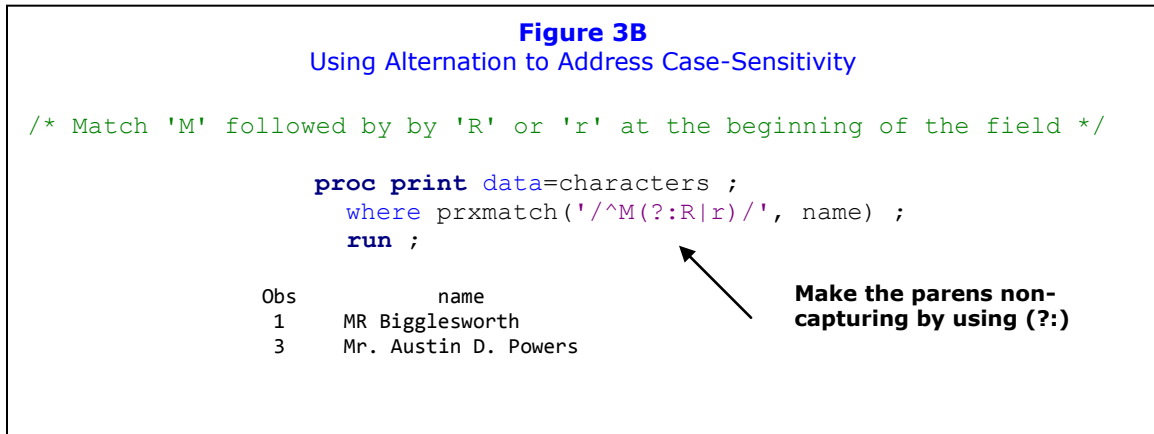 Figure 3B
Using Alternation to Address Case-Sensitivity
/* Match 'M' followed by by 'R' or 'r' at the beginning of the field */
proc print data=characters ;
where prxmatch('/^M(?:R|r)/', name) ;
run ;
Make the parens non-
capturing by using (?:)
Obs name
1 MR Bigglesworth
3 Mr. Austin D. Powers